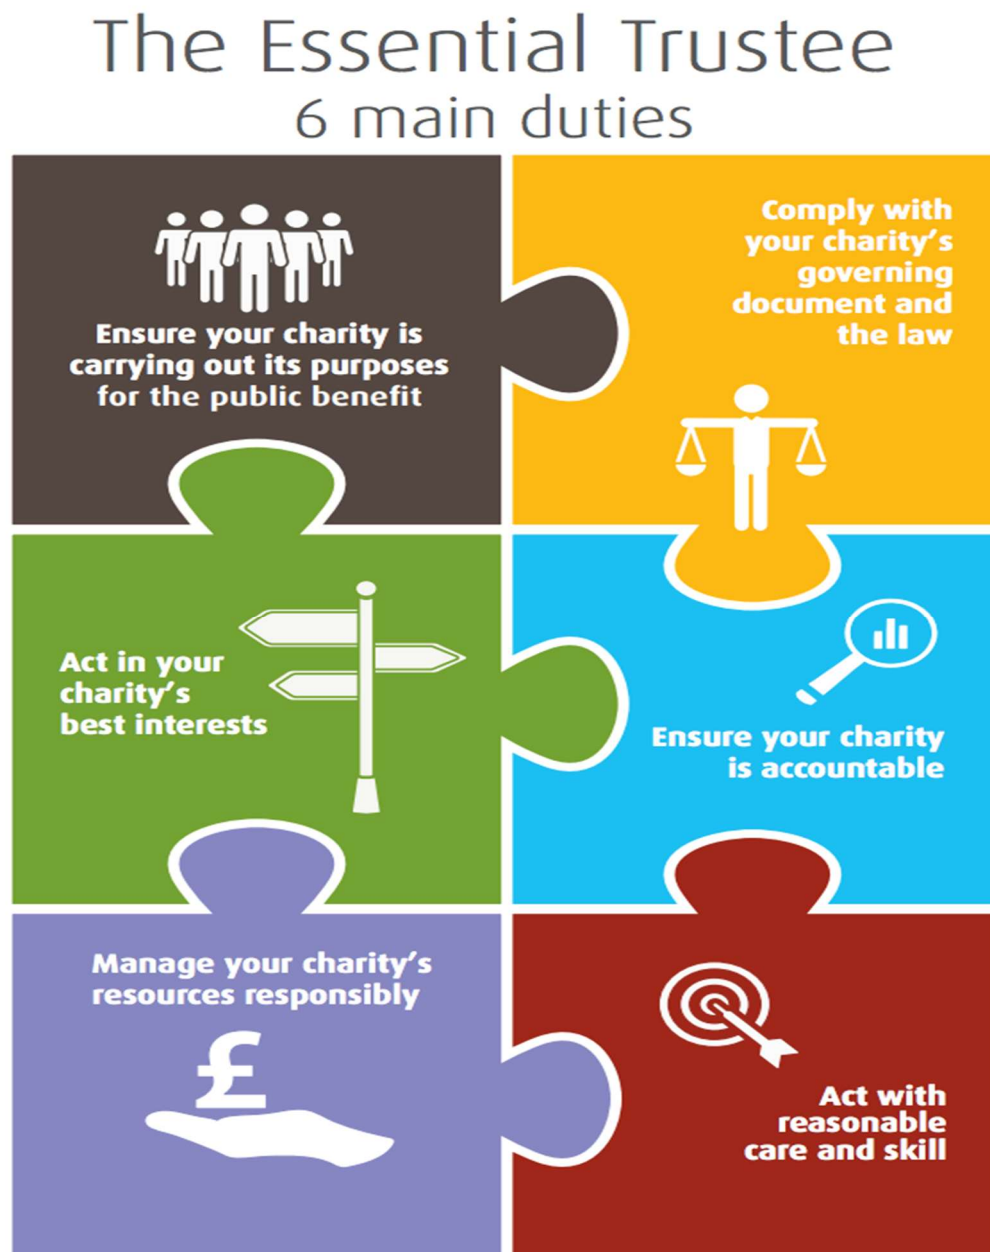 The Essential Trustee
6 main duties
Ensure your charity is
carrying out its purposes
for the public benefit
Comply with
your charity's
governing
document and
the law
Act in your
charity's
best interests
Ensure your charity
is accountable
Manage your charity's
resources responsibly
£
Act with
reasonable
care and skill